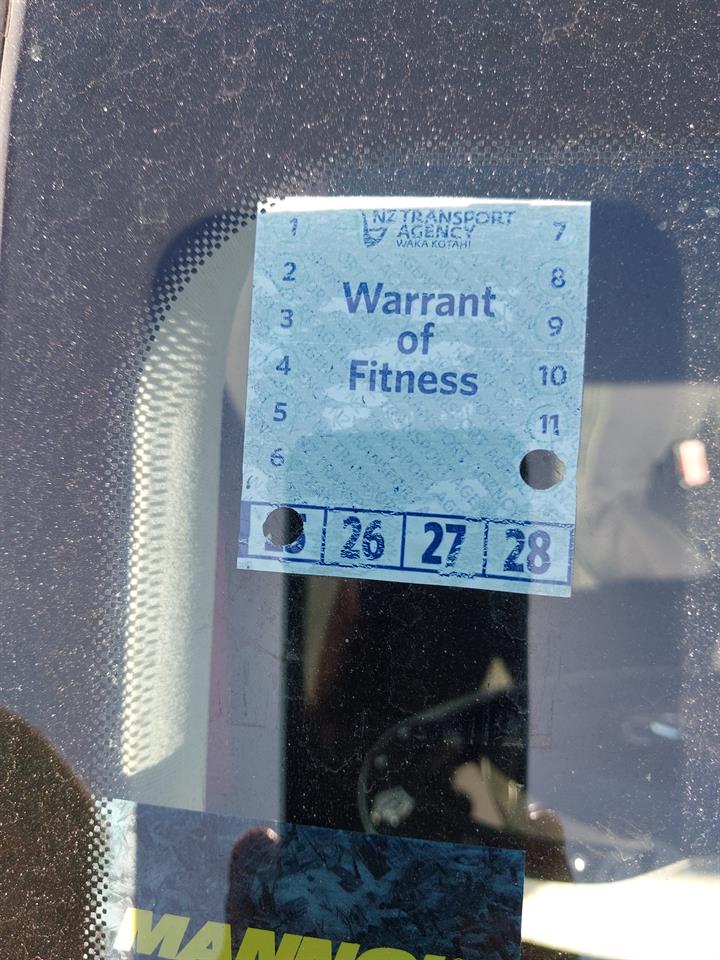 NZ TRANSPORT
AGENCY
WAKA KOTAHI
Warrant
of
Fitness
1
2
3
4
5
6
7
8
9
10
11
26 27 28